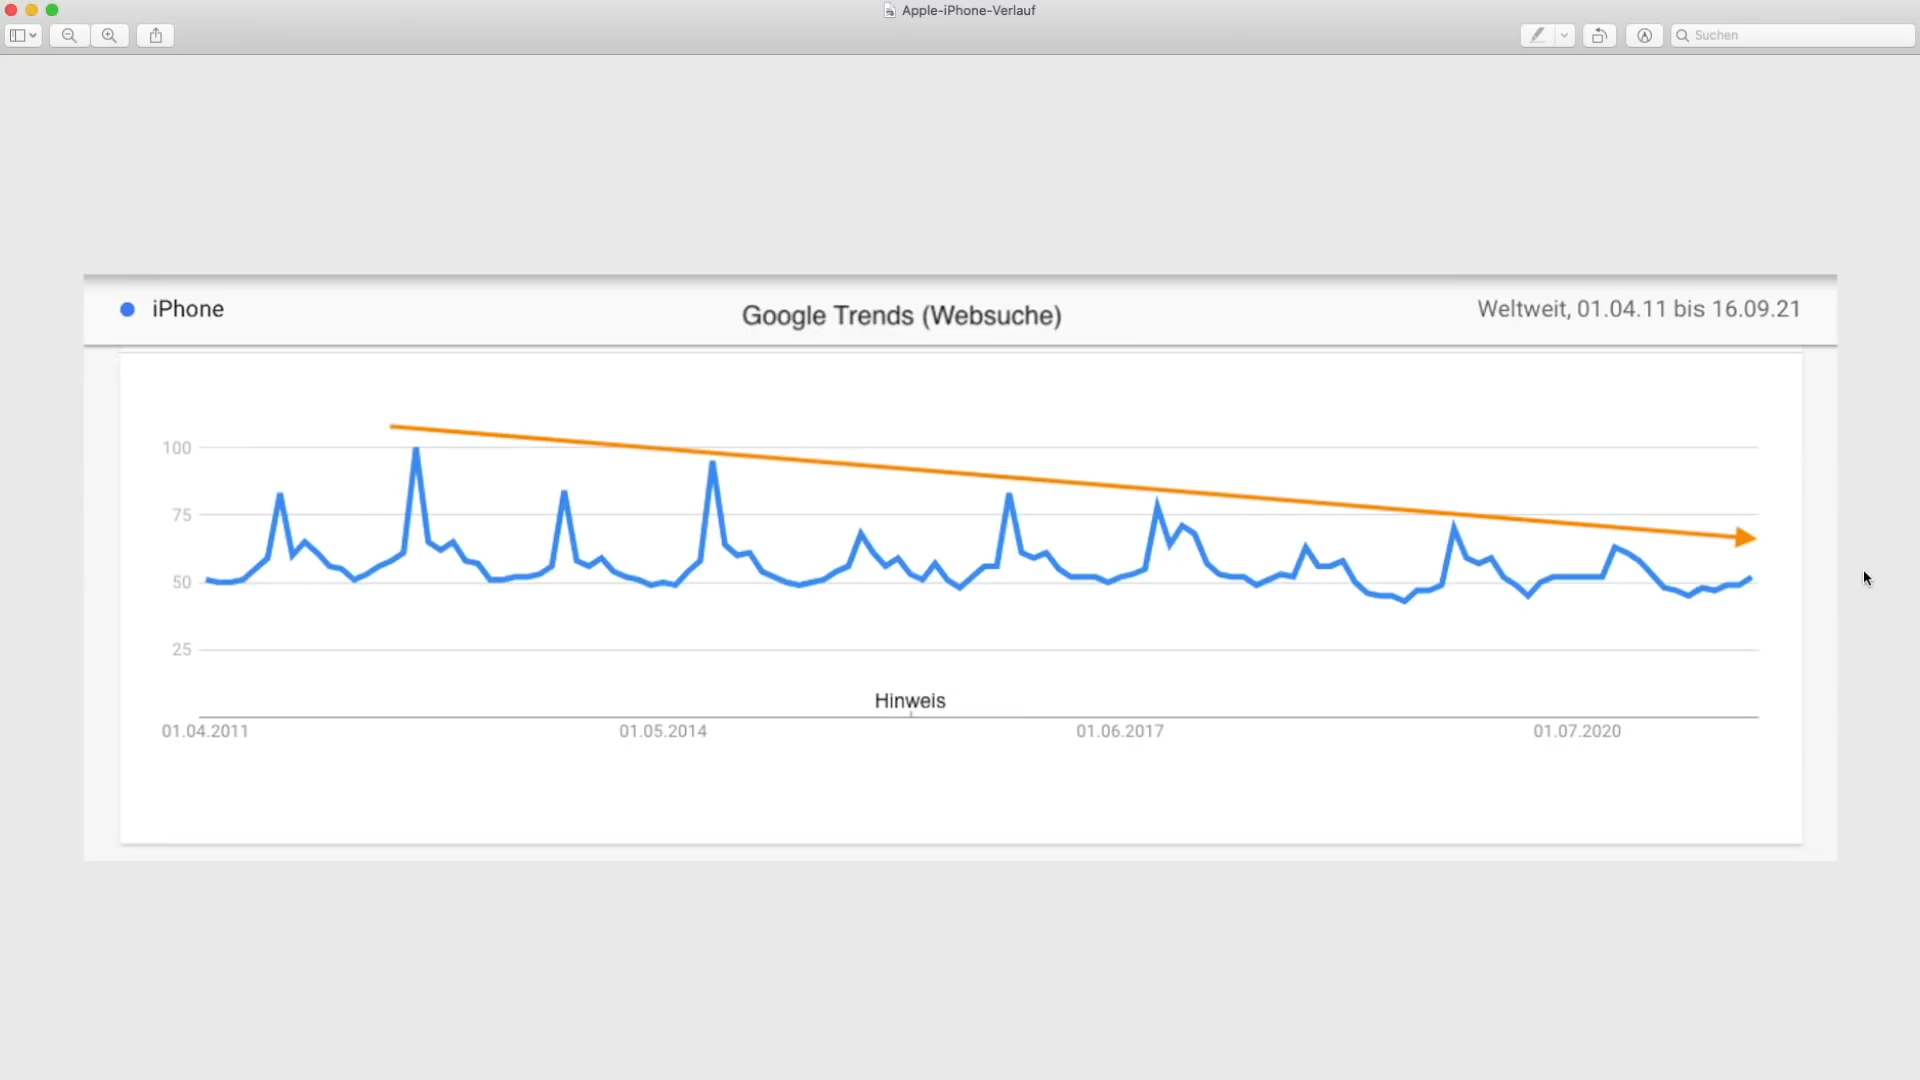 Apple-iPhone-Verlauf
Suchen
iPhone
Google Trends (Websuche)
Weltweit, 01.04.11 bis 16.09.21
100
75
50
25
Hinweis
01.04.2011
01.05.2014
01.06.2017
01.07.2020